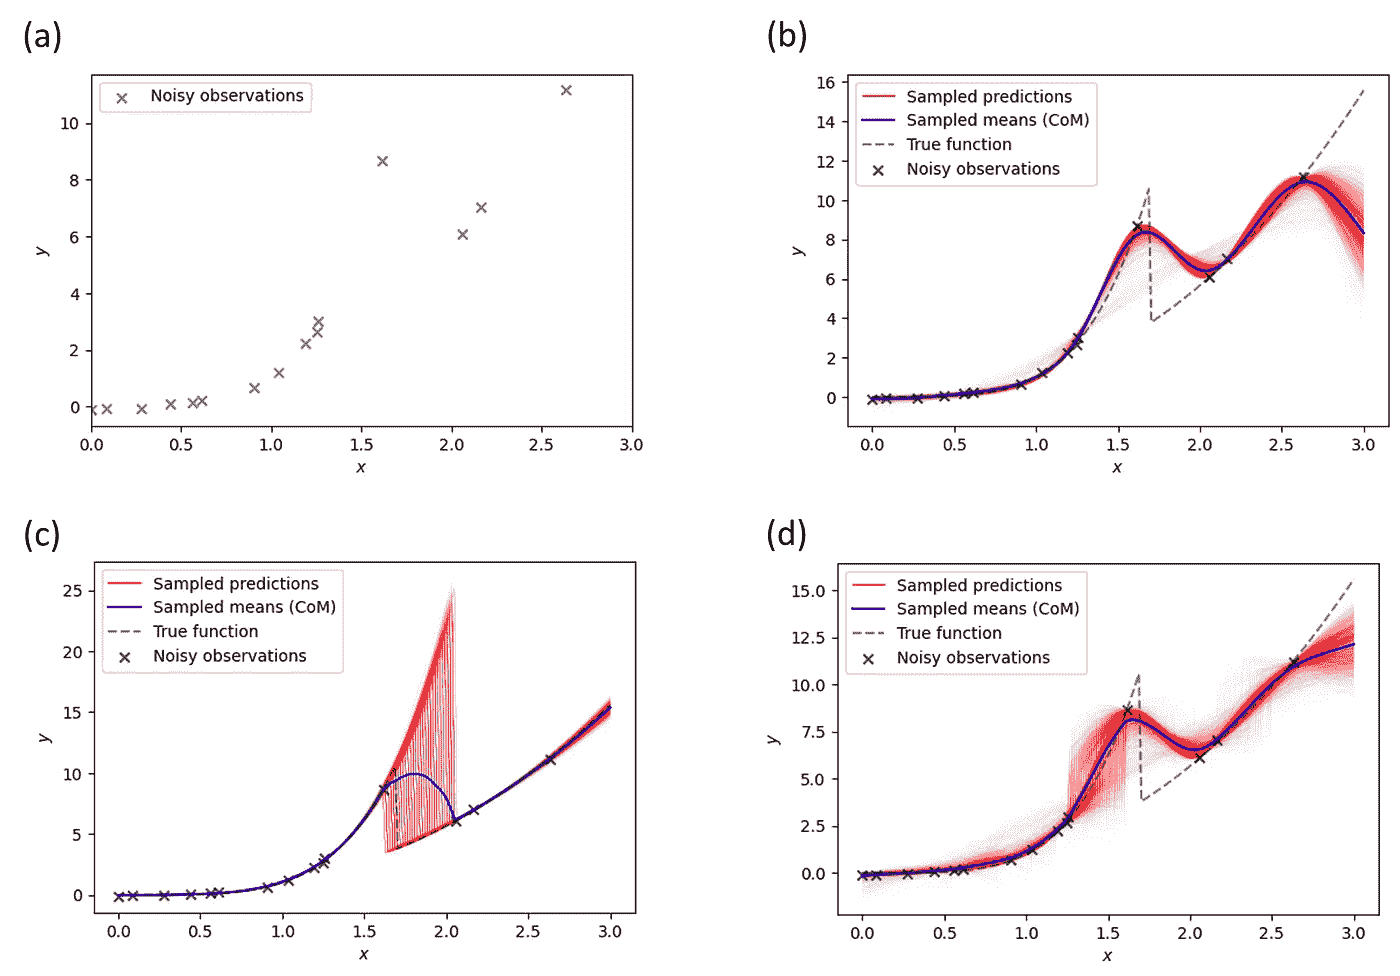 (a)
Noisy observations
10
8
6
4
2
0
y
0.0 0.5 1.0 1.5 2.0 2.5 3.0
x
(b)
Sampled predictions
Sampled means (CoM)
True function
Noisy observations
16
14
12
10
8
6
4
2
0
y
0.0 0.5 1.0 1.5 2.0 2.5 3.0
x
(c)
Sampled predictions
Sampled means (CoM)
True function
Noisy observations
25
20
15
10
5
0
y
0.0 0.5 1.0 1.5 2.0 2.5 3.0
x
(d)
Sampled predictions
Sampled means (CoM)
True function
Noisy observations
15.0
12.5
10.0
7.5
5.0
2.5
0.0
y
0.0 0.5 1.0 1.5 2.0 2.5 3.0
x